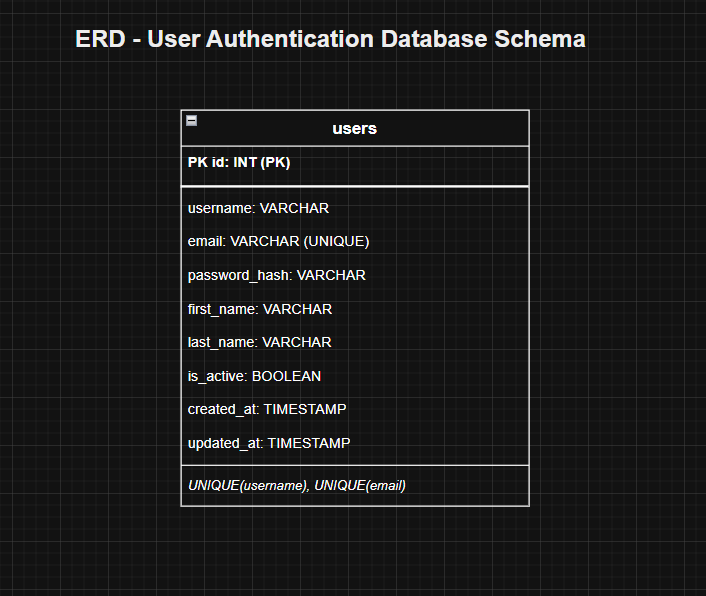 ERD - User Authentication Database Schema
users
PK id: INT (PK)
username: VARCHAR
email: VARCHAR (UNIQUE)
password_hash: VARCHAR
first_name: VARCHAR
last_name: VARCHAR
is_active: BOOLEAN
created_at: TIMESTAMP
updated_at: TIMESTAMP
UNIQUE(username), UNIQUE(email)